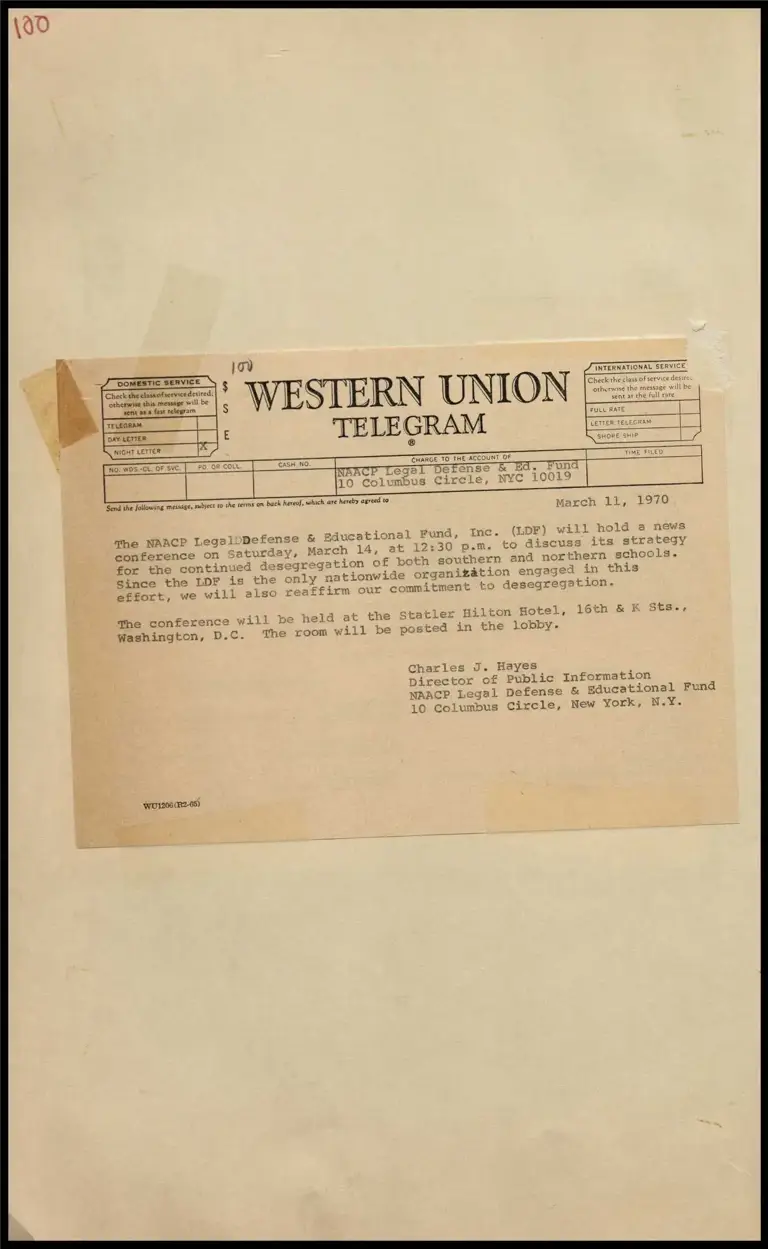 100
100
DOMESTIC SERVICE
Check the class of service desired;
otherwise this message will be
sent as a fast telegram
TELEGRAM
DAY LETTER
NIGHT LETTER X
$
S
E
WESTERN UNION
TELEGRAM
®
INTERNATIONAL SERVICE
Check the class of service desired;
otherwise the message will be
sent at the full rate
FULL RATE
LETTER TELEGRAM
SHORE SHIP
NO. WDS.-CL. OF SVC. PD. OR COLL. CASH NO. CHARGE TO THE ACCOUNT OF TIME FILED
NAACP Legal Defense & Ed. Fund
10 Columbus Circle, NYC 10019
Send the following message, subject to the terms on back hereof, which are hereby agreed to
March 11, 1970
The NAACP Legal Defense & Educational Fund, Inc. (LDF) will hold a news
conference on Saturday, March 14, at 12:30 p.m. to discuss its strategy
for the continued desegregation of both southern and northern schools.
Since the LDF is the only nationwide organization engaged in this
effort, we will also reaffirm our commitment to desegregation.
The conference will be held at the Statler Hilton Hotel, 16th & K Sts.,
Washington, D.C. The room will be posted in the lobby.
Charles J. Hayes
Director of Public Information
NAACP Legal Defense & Educational Fund
10 Columbus Circle, New York, N.Y.
WU1206(R2-65)